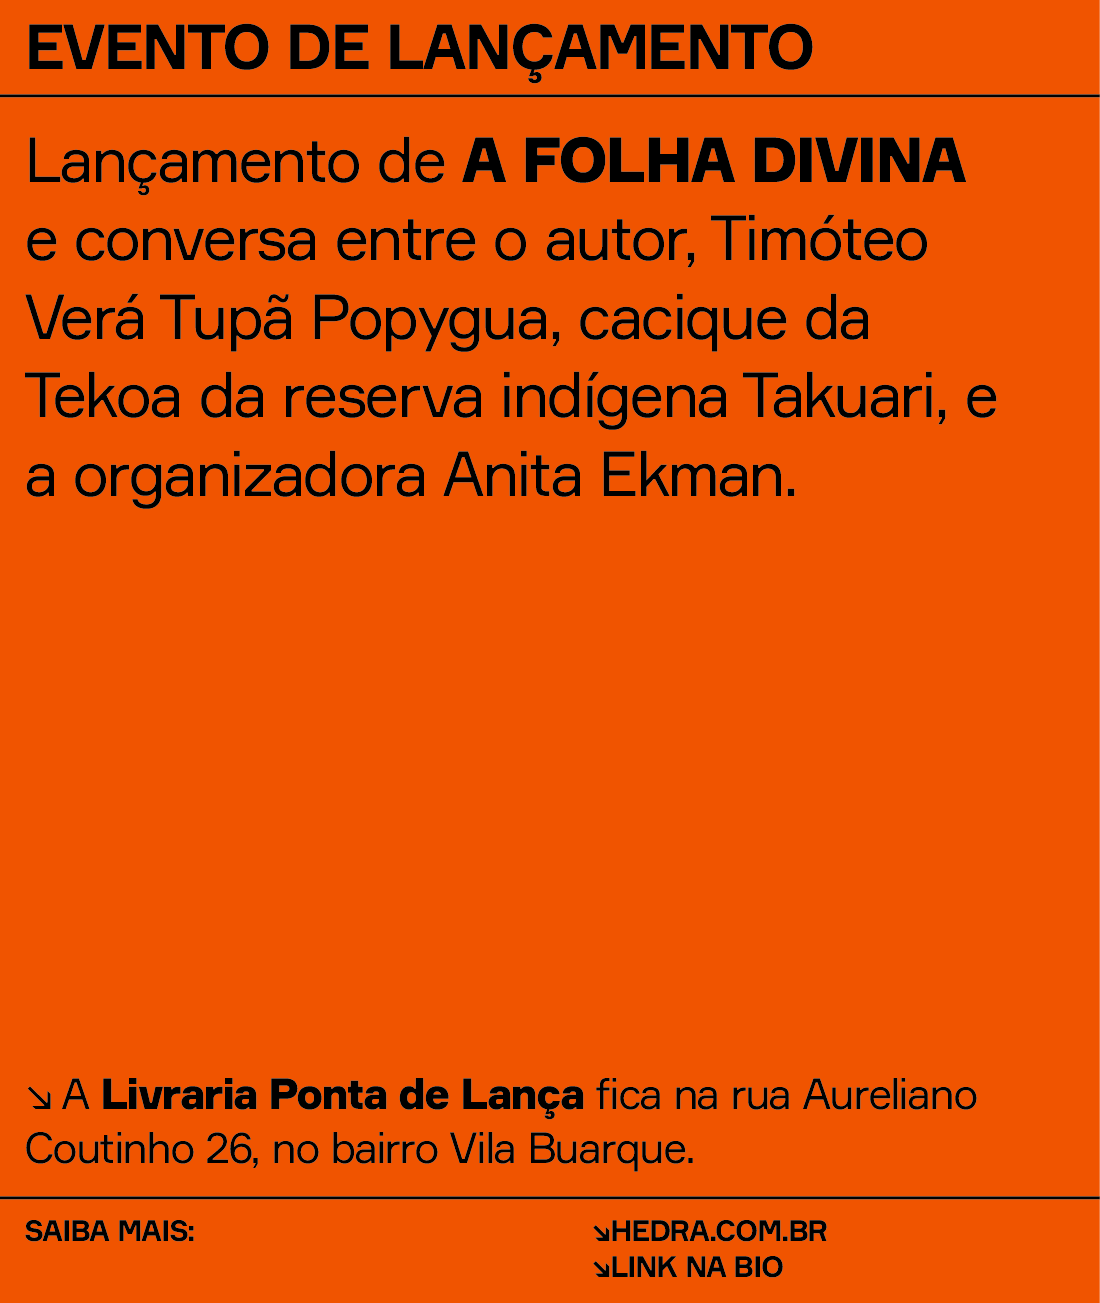 EVENTO DE LANÇAMENTO
Lançamento de A FOLHA DIVINA
e conversa entre o autor, Timóteo
Verá Tupã Popygua, cacique da
Tekoa da reserva indígena Takuari, e
a organizadora Anita Ekman.
↘ A Livraria Ponta de Lança fica na rua Aureliano
Coutinho 26, no bairro Vila Buarque.
SAIBA MAIS:
↘HEDRA.COM.BR
↘LINK NA BIO